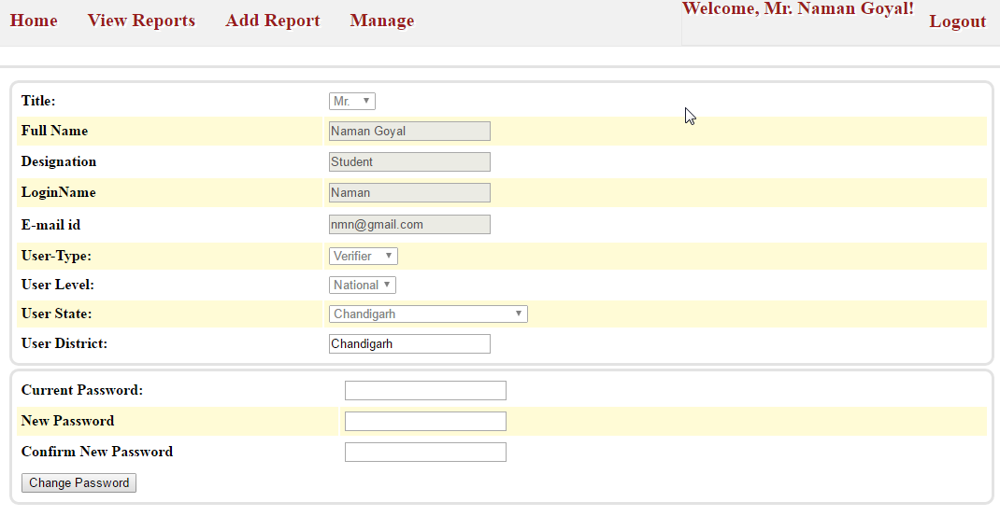 Home View Reports Add Report Manage Welcome, Mr. Naman Goyal! Logout
Title: Mr.
Full Name Naman Goyal
Designation Student
LoginName Naman
E-mail id nmn@gmail.com
User-Type: Verifier
User Level: National
User State: Chandigarh
User District: Chandigarh
Current Password:
New Password
Confirm New Password
Change Password